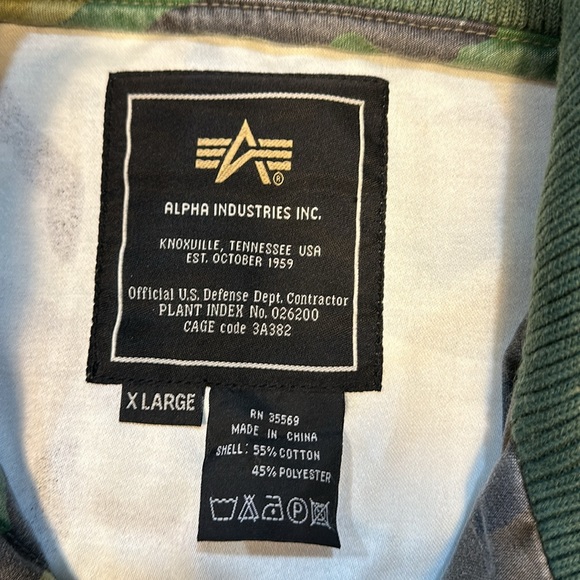 ®
ALPHA INDUSTRIES INC.
KNOXVILLE, TENNESSEE USA
EST. OCTOBER 1959
Official U.S. Defense Dept. Contractor
PLANT INDEX No. 026200
CAGE code 3A382
X LARGE
RN 35569
MADE IN CHINA
SHELL: 55% COTTON
45% POLYESTER
P